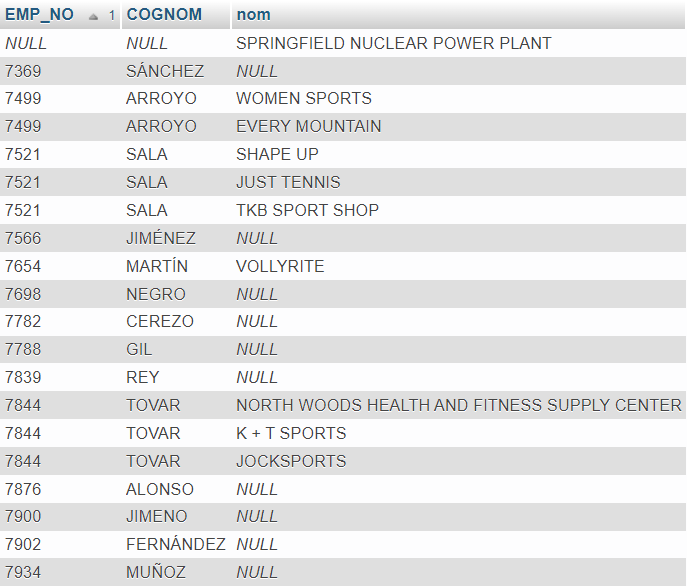 EMP_NO 1 COGNOM nom
NULL NULL SPRINGFIELD NUCLEAR POWER PLANT
7369 SÁNCHEZ NULL
7499 ARROYO WOMEN SPORTS
7499 ARROYO EVERY MOUNTAIN
7521 SALA SHAPE UP
7521 SALA JUST TENNIS
7521 SALA TKB SPORT SHOP
7566 JIMÉNEZ NULL
7654 MARTÍN VOLLYRITE
7698 NEGRO NULL
7782 CEREZO NULL
7788 GIL NULL
7839 REY NULL
7844 TOVAR NORTH WOODS HEALTH AND FITNESS SUPPLY CENTER
7844 TOVAR K + T SPORTS
7844 TOVAR JOCKSPORTS
7876 ALONSO NULL
7900 JIMENO NULL
7902 FERNÁNDEZ NULL
7934 MUÑOZ NULL